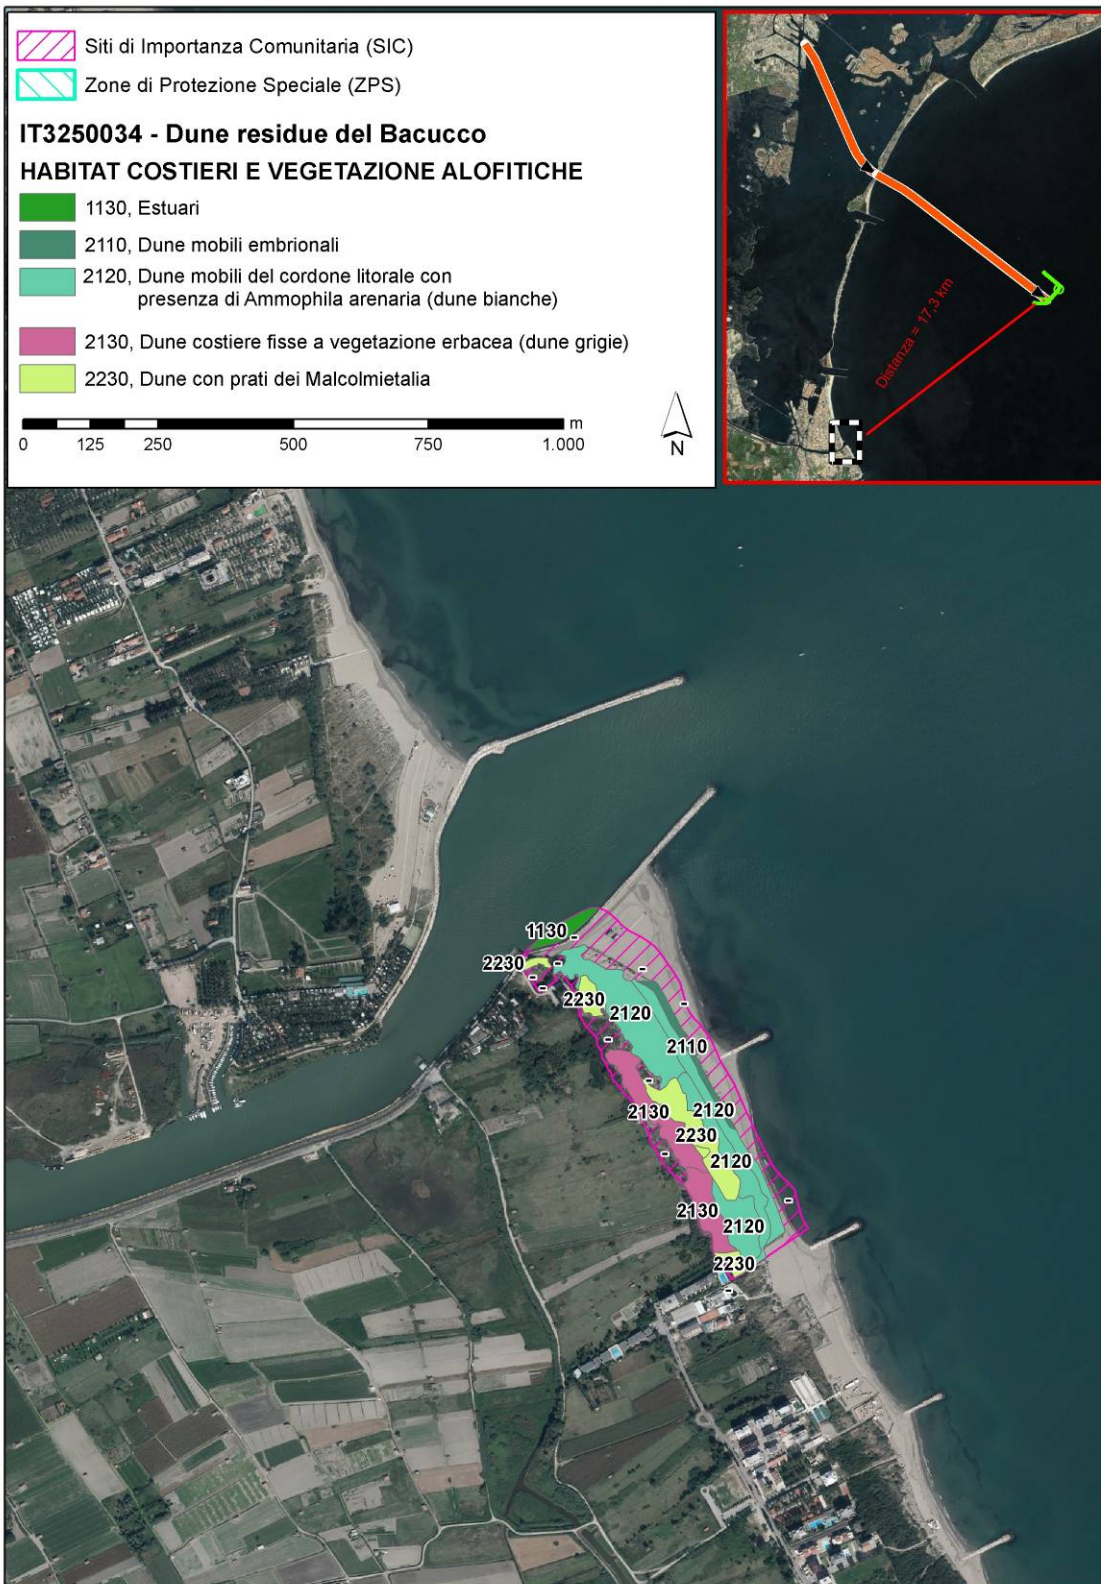 Siti di Importanza Comunitaria (SIC)
Zone di Protezione Speciale (ZPS)
IT3250034 - Dune residue del Bacucco
HABITAT COSTIERI E VEGETAZIONE ALOFITICHE
1130, Estuari
2110, Dune mobili embrionali
2120, Dune mobili del cordone litorale con
presenza di Ammophila arenaria (dune bianche)
2130, Dune costiere fisse a vegetazione erbacea (dune grigie)
2230, Dune con prati dei Malcolmietalia
m
0 125 250 500 750 1.000
N
Distanza = 17,3 km
1130
-
2230
-
-
-
-
2230
2120
-
-
2110
-
2130
2120
2230
-
2120
2130
-
2120
2230
-